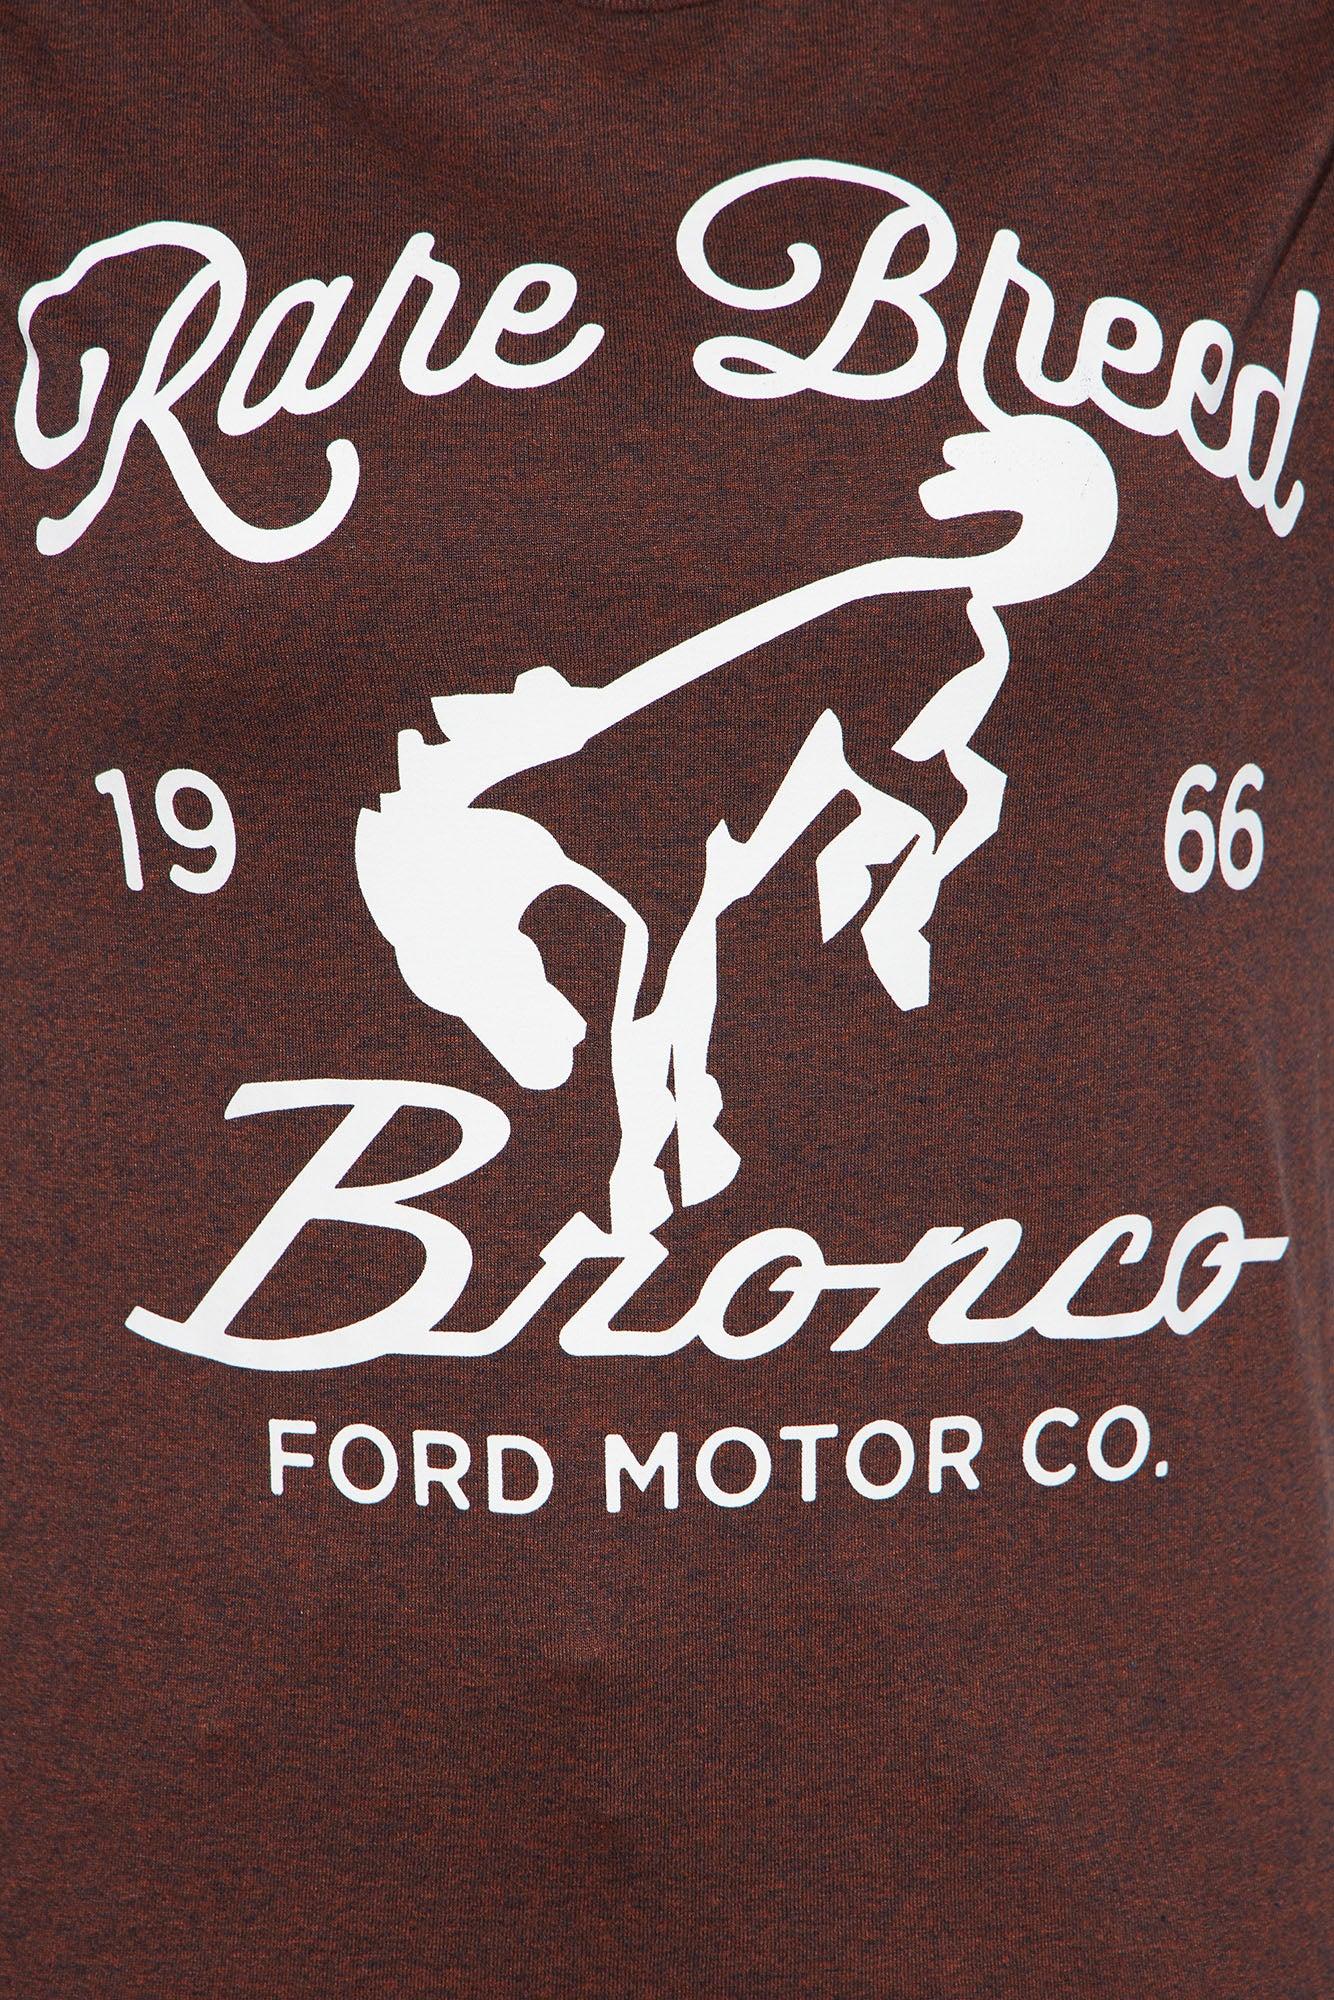 Rare Breed
19 66
Bronco
FORD MOTOR CO.